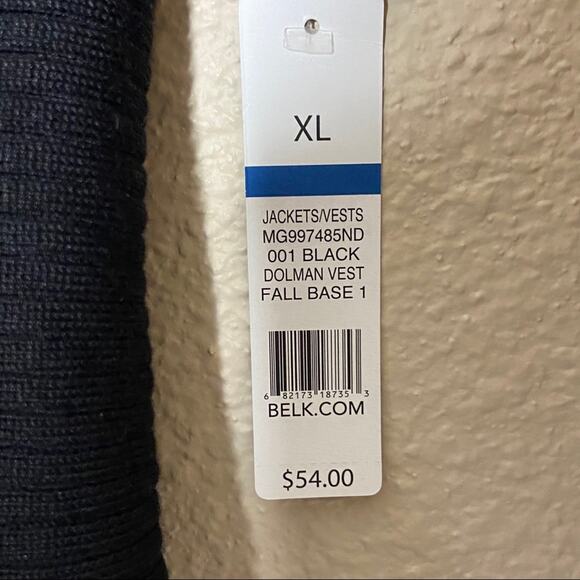 XL
JACKETS/VESTS
MG997485ND
001 BLACK
DOLMAN VEST
FALL BASE 1
6 82173 18735 3
BELK.COM
$54.00